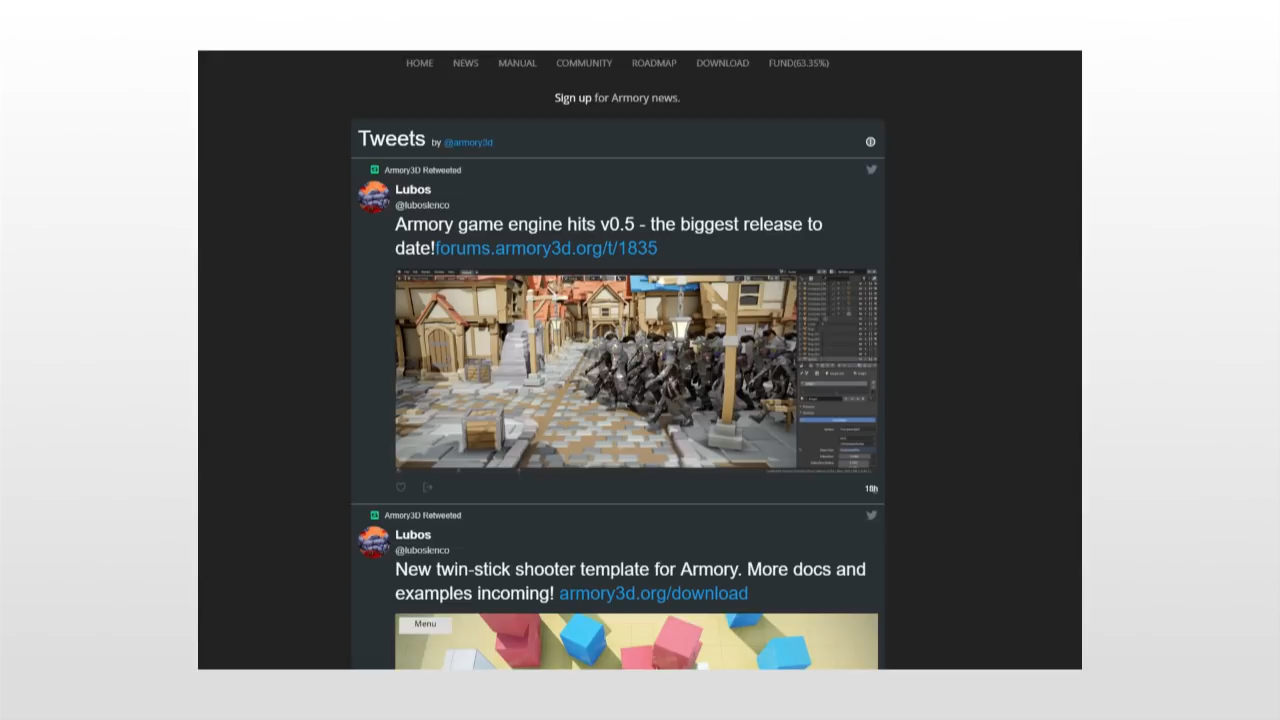 HOME NEWS MANUAL COMMUNITY ROADMAP DOWNLOAD FUND(63.35%)
Sign up for Armory news.
Tweets by @armory3d
Armory3D Retweeted
Lubos
@luboslenco
Armory game engine hits v0.5 - the biggest release to
date!forums.armory3d.org/t/1835
18h
Armory3D Retweeted
Lubos
@luboslenco
New twin-stick shooter template for Armory. More docs and
examples incoming! armory3d.org/download
Menu